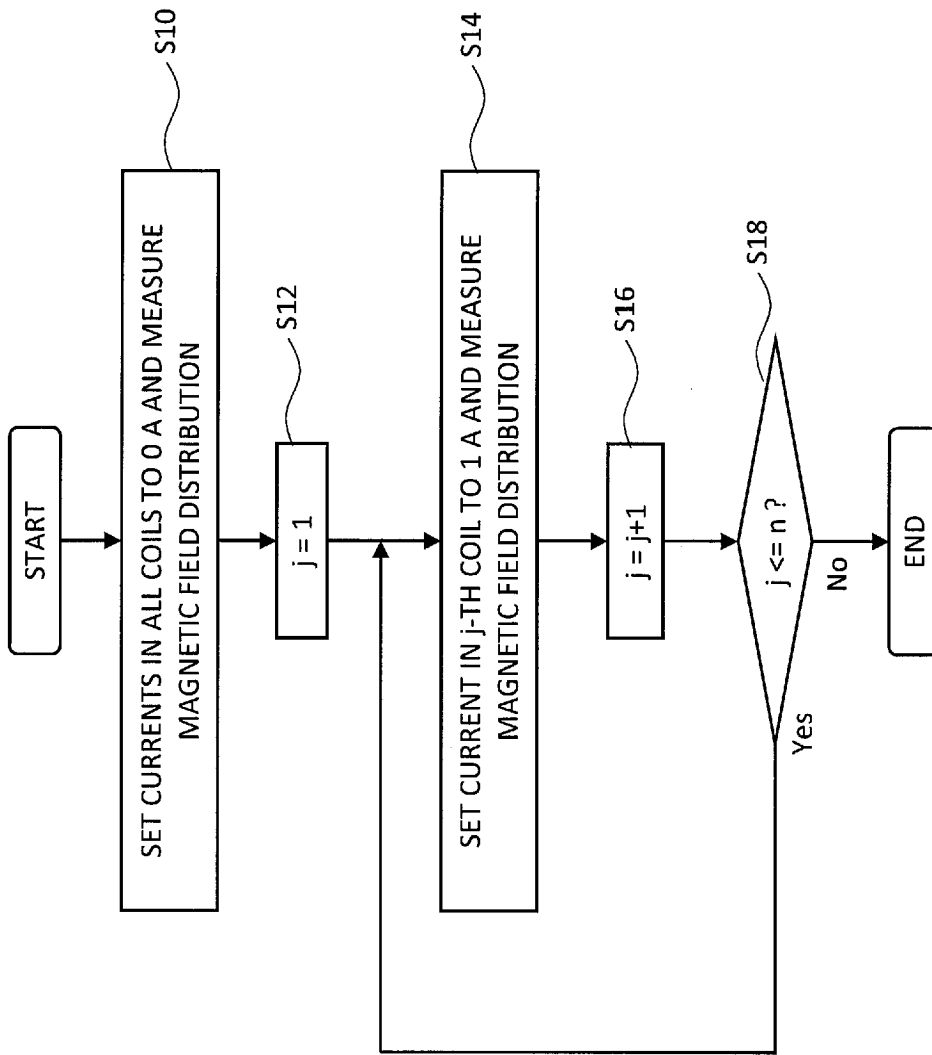 START
SET CURRENTS IN ALL COILS TO 0 A AND MEASURE
MAGNETIC FIELD DISTRIBUTION
S10
j = 1
S12
SET CURRENT IN j-TH COIL TO 1 A AND MEASURE
MAGNETIC FIELD DISTRIBUTION
S14
j = j+1
S16
j <= n ?
S18
Yes
No
END